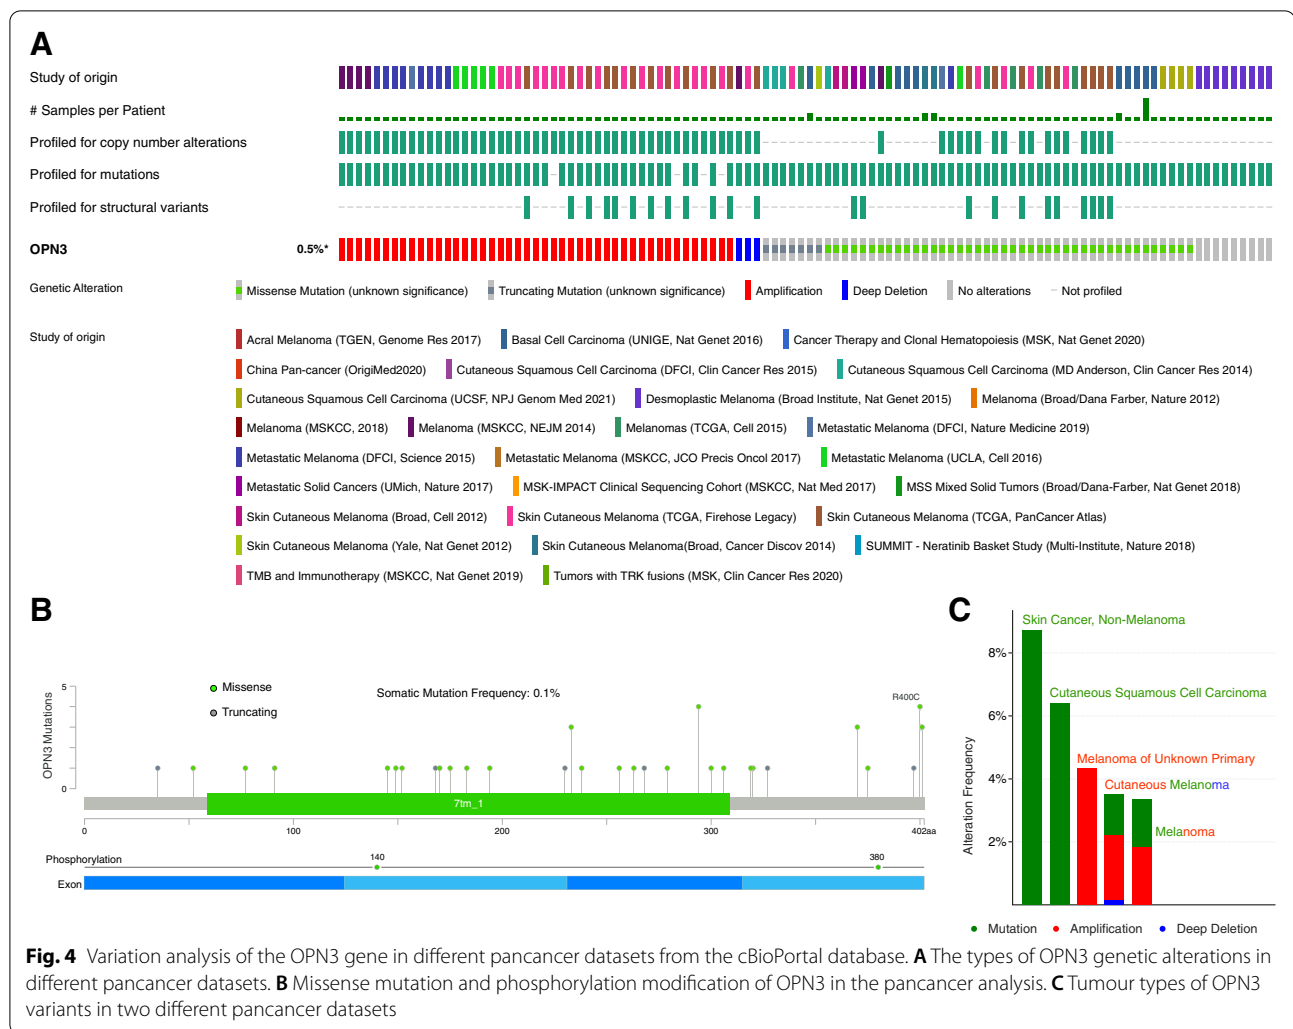 A
Study of origin
# Samples per Patient
Profiled for copy number alterations
Profiled for mutations
Profiled for structural variants
OPN3 0.5%*
Genetic Alteration Missense Mutation (unknown significance) Truncating Mutation (unknown significance) Amplification Deep Deletion No alterations Not profiled
Study of origin Acral Melanoma (TGEN, Genome Res 2017) Basal Cell Carcinoma (UNIGE, Nat Genet 2016) Cancer Therapy and Clonal Hematopoiesis (MSK, Nat Genet 2020)
China Pan-cancer (OrigiMed2020) Cutaneous Squamous Cell Carcinoma (DFCI, Clin Cancer Res 2015) Cutaneous Squamous Cell Carcinoma (MD Anderson, Clin Cancer Res 2014)
Cutaneous Squamous Cell Carcinoma (UCSF, NPJ Genom Med 2021) Desmoplastic Melanoma (Broad Institute, Nat Genet 2015) Melanoma (Broad/Dana Farber, Nature 2012)
Melanoma (MSKCC, 2018) Melanoma (MSKCC, NEJM 2014) Melanomas (TCGA, Cell 2015) Metastatic Melanoma (DFCI, Nature Medicine 2019)
Metastatic Melanoma (DFCI, Science 2015) Metastatic Melanoma (MSKCC, JCO Precis Oncol 2017) Metastatic Melanoma (UCLA, Cell 2016)
Metastatic Solid Cancers (UMich, Nature 2017) MSK-IMPACT Clinical Sequencing Cohort (MSKCC, Nat Med 2017) MSS Mixed Solid Tumors (Broad/Dana-Farber, Nat Genet 2018)
Skin Cutaneous Melanoma (Broad, Cell 2012) Skin Cutaneous Melanoma (TCGA, Firehose Legacy) Skin Cutaneous Melanoma (TCGA, PanCancer Atlas)
Skin Cutaneous Melanoma (Yale, Nat Genet 2012) Skin Cutaneous Melanoma(Broad, Cancer Discov 2014) SUMMIT - Neratinib Basket Study (Multi-Institute, Nature 2018)
TMB and Immunotherapy (MSKCC, Nat Genet 2019) Tumors with TRK fusions (MSK, Clin Cancer Res 2020)
B
OPN3 Mutations
5
0
Missense
Truncating
Somatic Mutation Frequency: 0.1%
R400C
7tm_1
0 100 200 300 402aa
Phosphorylation 140 380
Exon
C
Alteration Frequency
8%
6%
4%
2%
Skin Cancer, Non-Melanoma
Cutaneous Squamous Cell Carcinoma
Melanoma of Unknown Primary
Cutaneous Melanoma
Melanoma
Mutation Amplification Deep Deletion
Fig. 4 Variation analysis of the OPN3 gene in different pancancer datasets from the cBioPortal database. A The types of OPN3 genetic alterations in
different pancancer datasets. B Missense mutation and phosphorylation modification of OPN3 in the pancancer analysis. C Tumour types of OPN3
variants in two different pancancer datasets